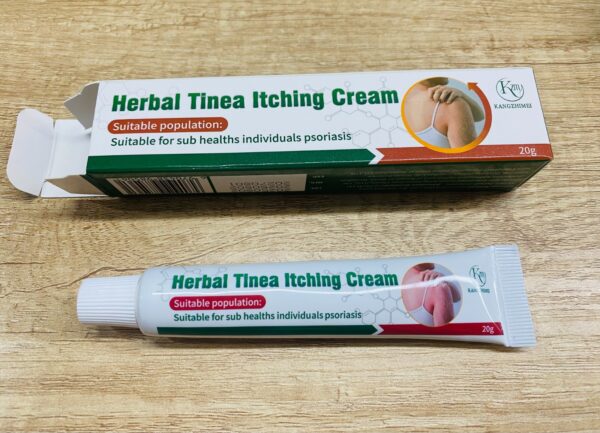 Herbal Tinea Itching Cream
Suitable population:
Suitable for sub healths individuals psoriasis
KANGZHIMEI
20g
Herbal Tinea Itching Cream
Suitable population:
Suitable for sub healths individuals psoriasis
KANGZHIMEI
20g